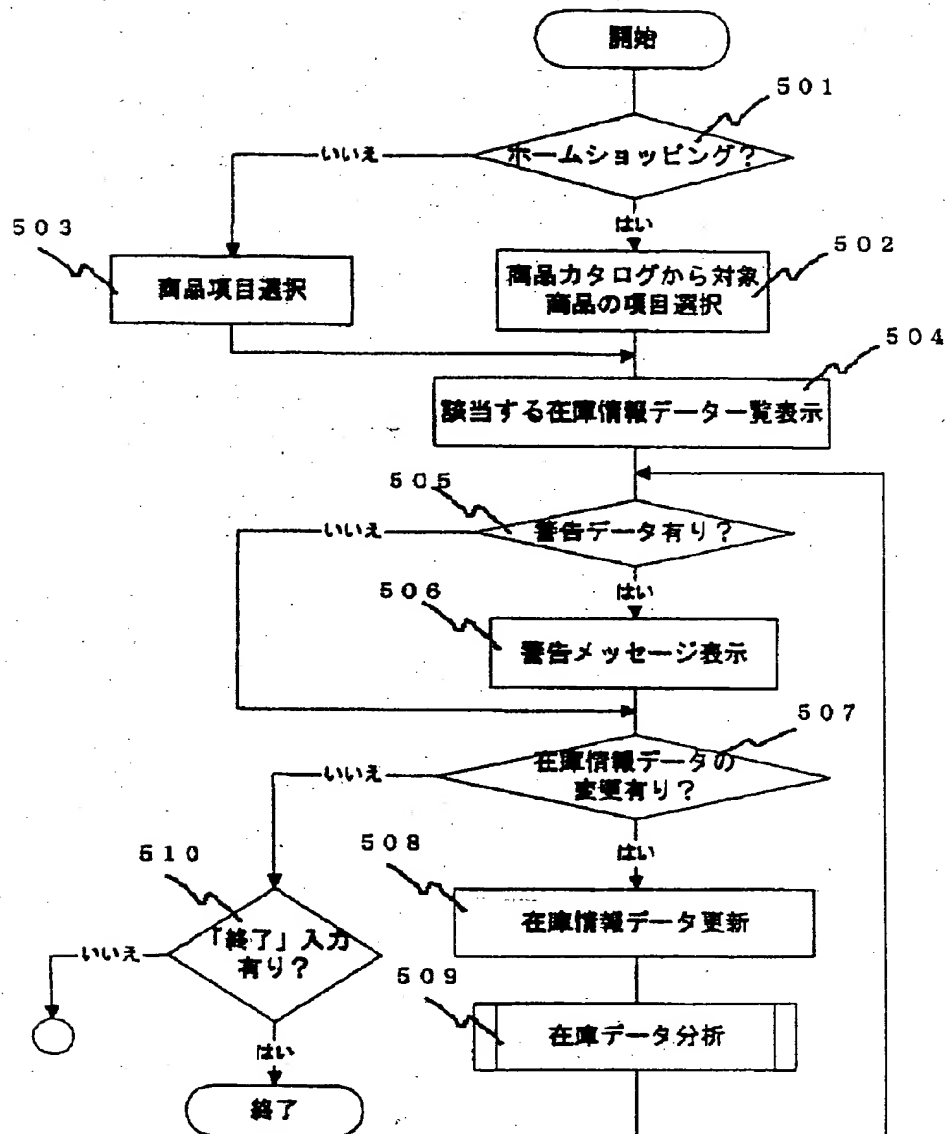 開始
501
ホームショッピング？
いいえ
はい
503
商品項目選択
502
商品カタログから対象
商品の項目選択
504
該当する在庫情報データ一覧表示
505
警告データ有り？
いいえ
はい
506
警告メッセージ表示
507
在庫情報データの
変更有り？
いいえ
はい
510
「終了」入力
有り？
いいえ
はい
終了
508
在庫情報データ更新
509
在庫データ分析